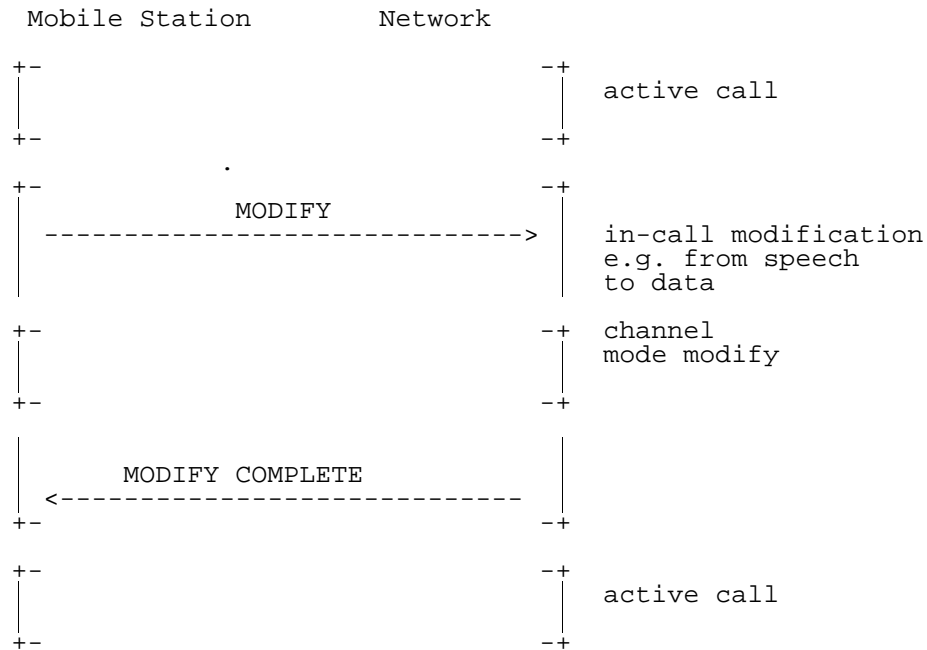 Mobile Station Network
+- -+
active call
+- -+
.
+- -+
MODIFY
------------------------------> in-call modification
e.g. from speech
to data
+- -+ channel
mode modify
+- -+
MODIFY COMPLETE
<-----------------------------
+- -+
+- -+
active call
+- -+